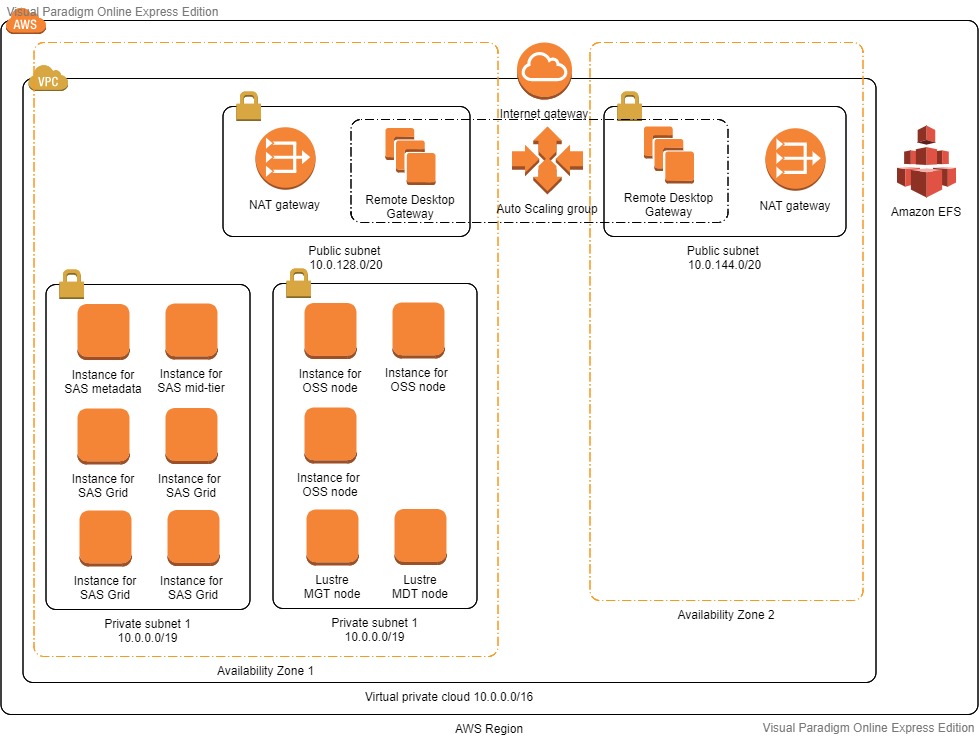 Visual Paradigm Online Express Edition
AWS
VPC
Internet gateway
NAT gateway
Remote Desktop
Gateway
Auto Scaling group
Remote Desktop
Gateway
NAT gateway
Amazon EFS
Public subnet
10.0.128.0/20
Public subnet
10.0.144.0/20
Instance for
SAS metadata
Instance for
SAS mid-tier
Instance for
OSS node
Instance for
OSS node
Instance for
SAS Grid
Instance for
SAS Grid
Instance for
OSS node
Instance for
SAS Grid
Instance for
SAS Grid
Lustre
MGT node
Lustre
MDT node
Private subnet 1
10.0.0.0/19
Private subnet 1
10.0.0.0/19
Availability Zone 2
Availability Zone 1
Virtual private cloud 10.0.0.0/16
AWS Region
Visual Paradigm Online Express Edition